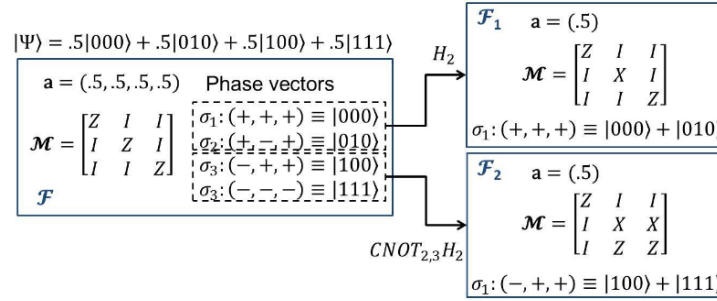 |Ψ⟩ = .5|000⟩ + .5|010⟩ + .5|100⟩ + .5|111⟩
a = (.5,.5,.5,.5) Phase vectors
ℳ = [Z I I
I Z I
I I Z]
σ₁: (+, +, +) ≡ |000⟩
σ₂: (+, −, +) ≡ |010⟩
σ₃: (−, +, +) ≡ |100⟩
σ₃: (−, −, −) ≡ |111⟩
ℱ
H₂
CNOT₂,₃H₂
ℱ₁ a = (.5)
ℳ = [Z I I
I X I
I I Z]
σ₁: (+, +, +) ≡ |000⟩ + |010⟩
ℱ₂ a = (.5)
ℳ = [Z I I
I X X
I Z Z]
σ₁: (−, +, +) ≡ |100⟩ + |111⟩